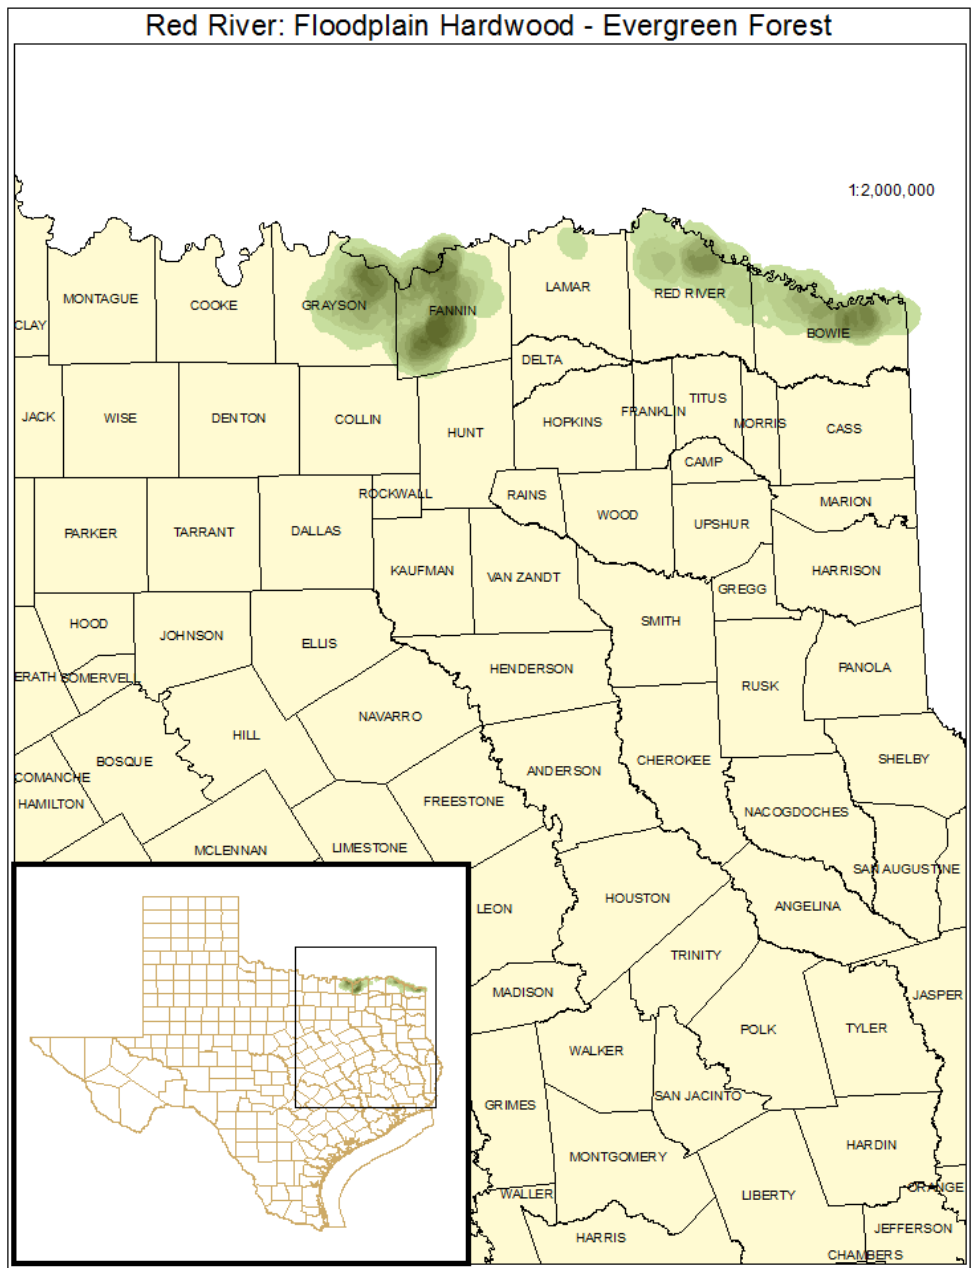 Red River: Floodplain Hardwood - Evergreen Forest
1:2,000,000
MONTAGUE
COOKE
GRAYSON
FANNIN
LAMAR
RED RIVER
BOWIE
CLAY
DELTA
JACK
WISE
DENTON
COLLIN
HUNT
HOPKINS
FRANKLIN
TITUS
MORRIS
CASS
CAMP
ROCKWALL
RAINS
WOOD
UPSHUR
MARION
PARKER
TARRANT
DALLAS
KAUFMAN
VAN ZANDT
HARRISON
GREGG
SMITH
HOOD
JOHNSON
ELLIS
HENDERSON
RUSK
PANOLA
ERATH
SOMERVELL
NAVARRO
HILL
BOSQUE
ANDERSON
CHEROKEE
SHELBY
COMANCHE
HAMILTON
FREESTONE
NACOGDOCHES
MCLENNAN
LIMESTONE
SAN AUGUSTINE
LEON
HOUSTON
ANGELINA
TRINITY
MADISON
JASPER
POLK
TYLER
WALKER
SAN JACINTO
GRIMES
HARDIN
MONTGOMERY
WALLER
LIBERTY
ORANGE
HARRIS
JEFFERSON
CHAMBERS